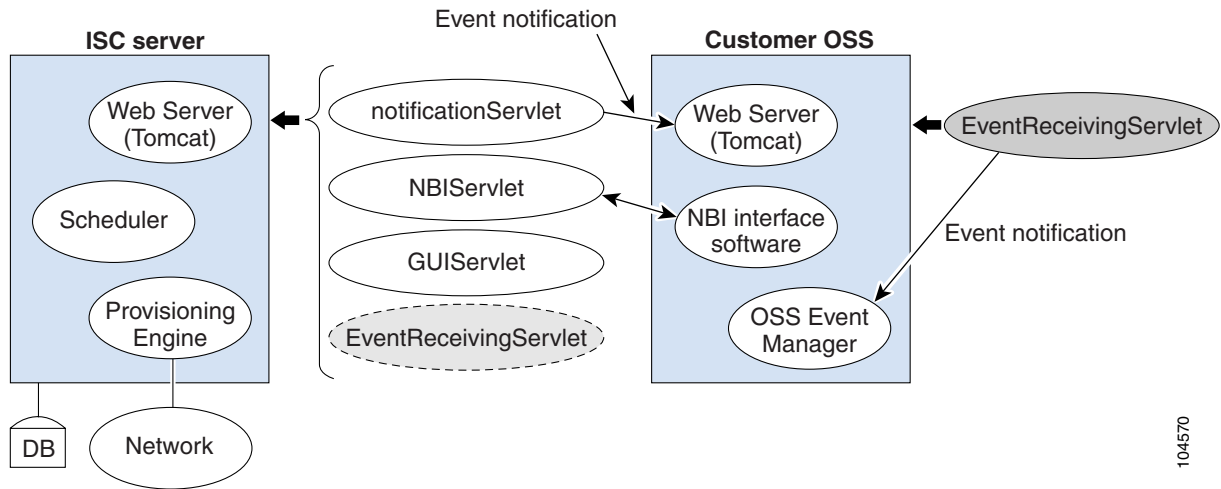 Event notification
ISC server
Customer OSS
Web Server
(Tomcat)
notificationServlet
Web Server
(Tomcat)
EventReceivingServlet
Scheduler
NBIServlet
NBI interface
software
Event notification
GUIServlet
Provisioning
Engine
EventReceivingServlet
OSS Event
Manager
DB
Network
104570